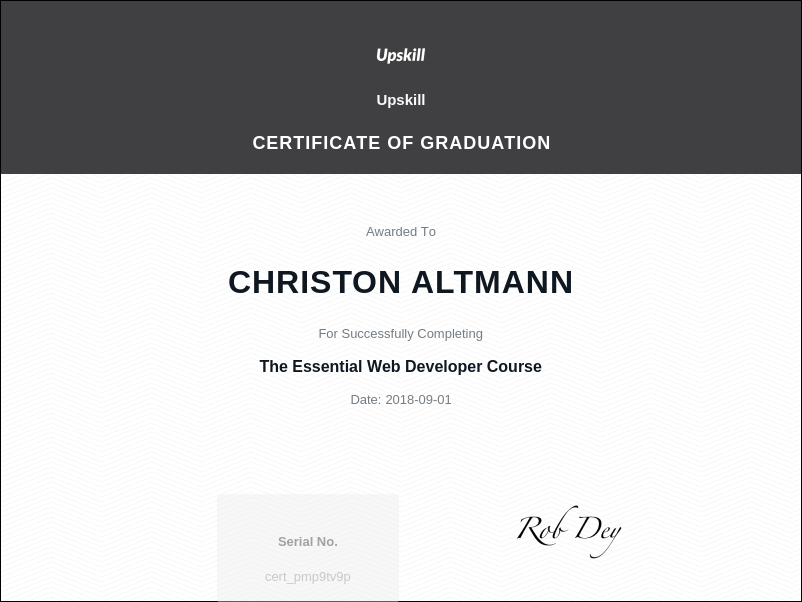 Upskill
Upskill
CERTIFICATE OF GRADUATION
Awarded To
CHRISTON ALTMANN
For Successfully Completing
The Essential Web Developer Course
Date: 2018-09-01
Rob Dey
Serial No.
cert_pmp9tv9p